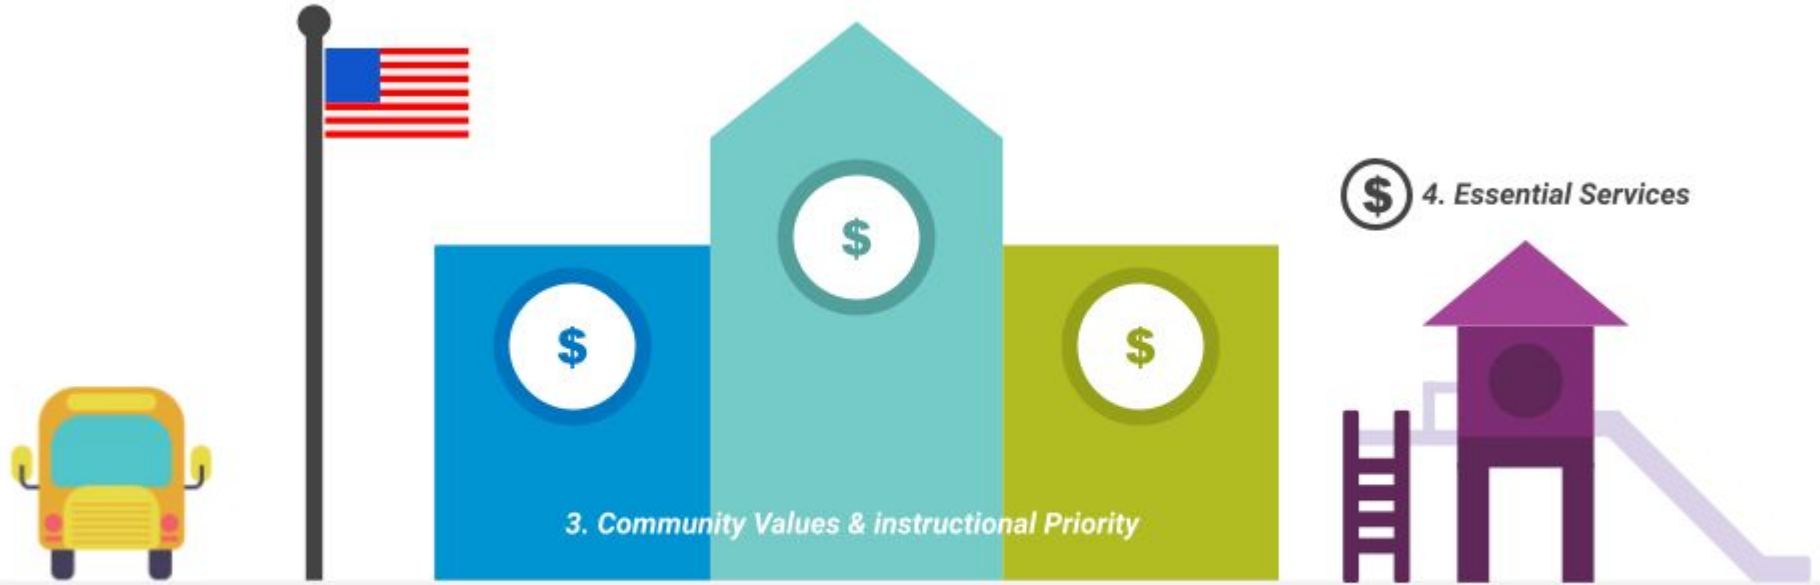 $
$ 4. Essential Services
$
$
3. Community Values & instructional Priority